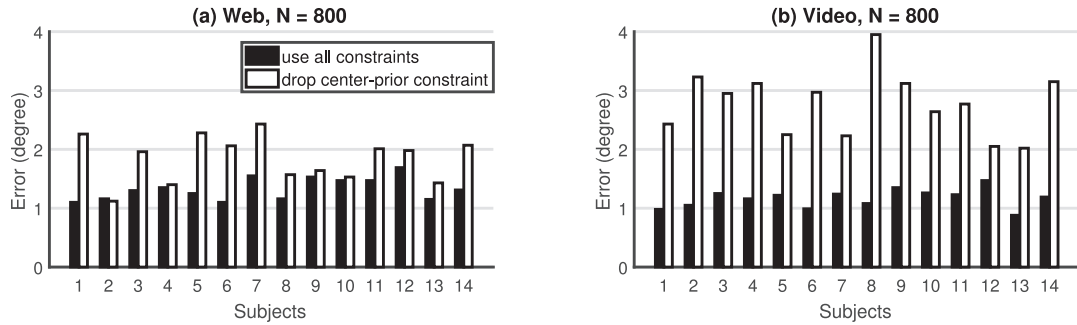 (a) Web, N = 800
4
3
2
1
0
Error (degree)
use all constraints
drop center-prior constraint
1 2 3 4 5 6 7 8 9 10 11 12 13 14
Subjects
(b) Video, N = 800
4
3
2
1
0
Error (degree)
1 2 3 4 5 6 7 8 9 10 11 12 13 14
Subjects